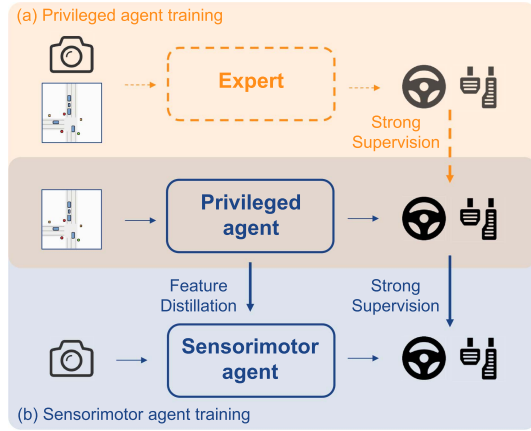 (a) Privileged agent training
Expert
Strong
Supervision
Privileged
agent
Feature
Distillation
Strong
Supervision
Sensorimotor
agent
(b) Sensorimotor agent training